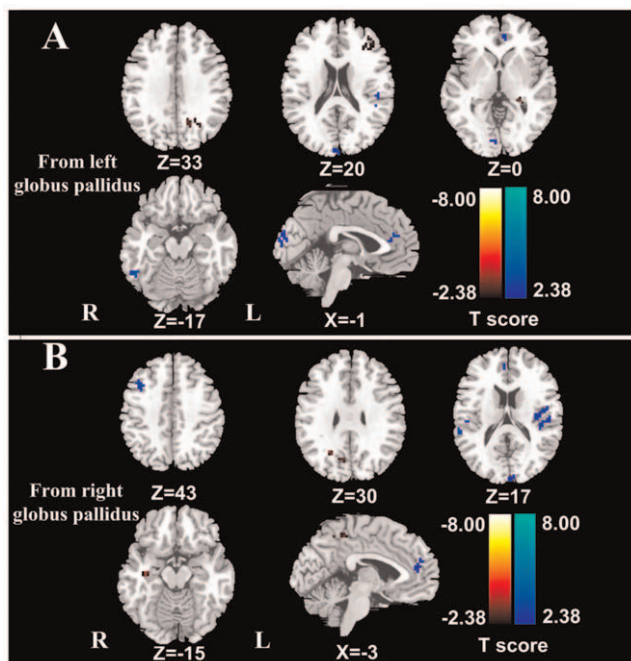 A
From left
globus pallidus
Z=33
Z=20
Z=0
-8.00
8.00
-2.38
2.38
R
Z=-17
L
X=-1
T score
B
From right
globus pallidus
Z=43
Z=30
Z=17
-8.00
8.00
-2.38
2.38
R
Z=-15
L
X=-3
T score